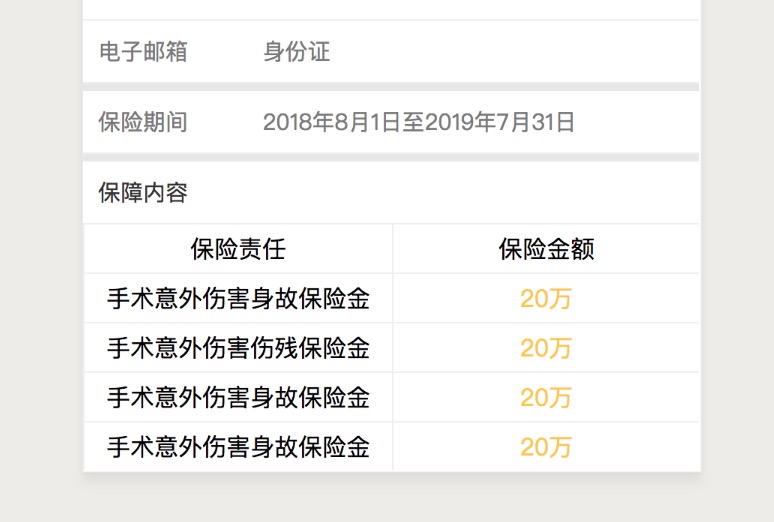 电子邮箱 身份证
保险期间 2018年8月1日至2019年7月31日
保障内容
保险责任 保险金额
手术意外伤害身故保险金 20万
手术意外伤害伤残保险金 20万
手术意外伤害身故保险金 20万
手术意外伤害身故保险金 20万